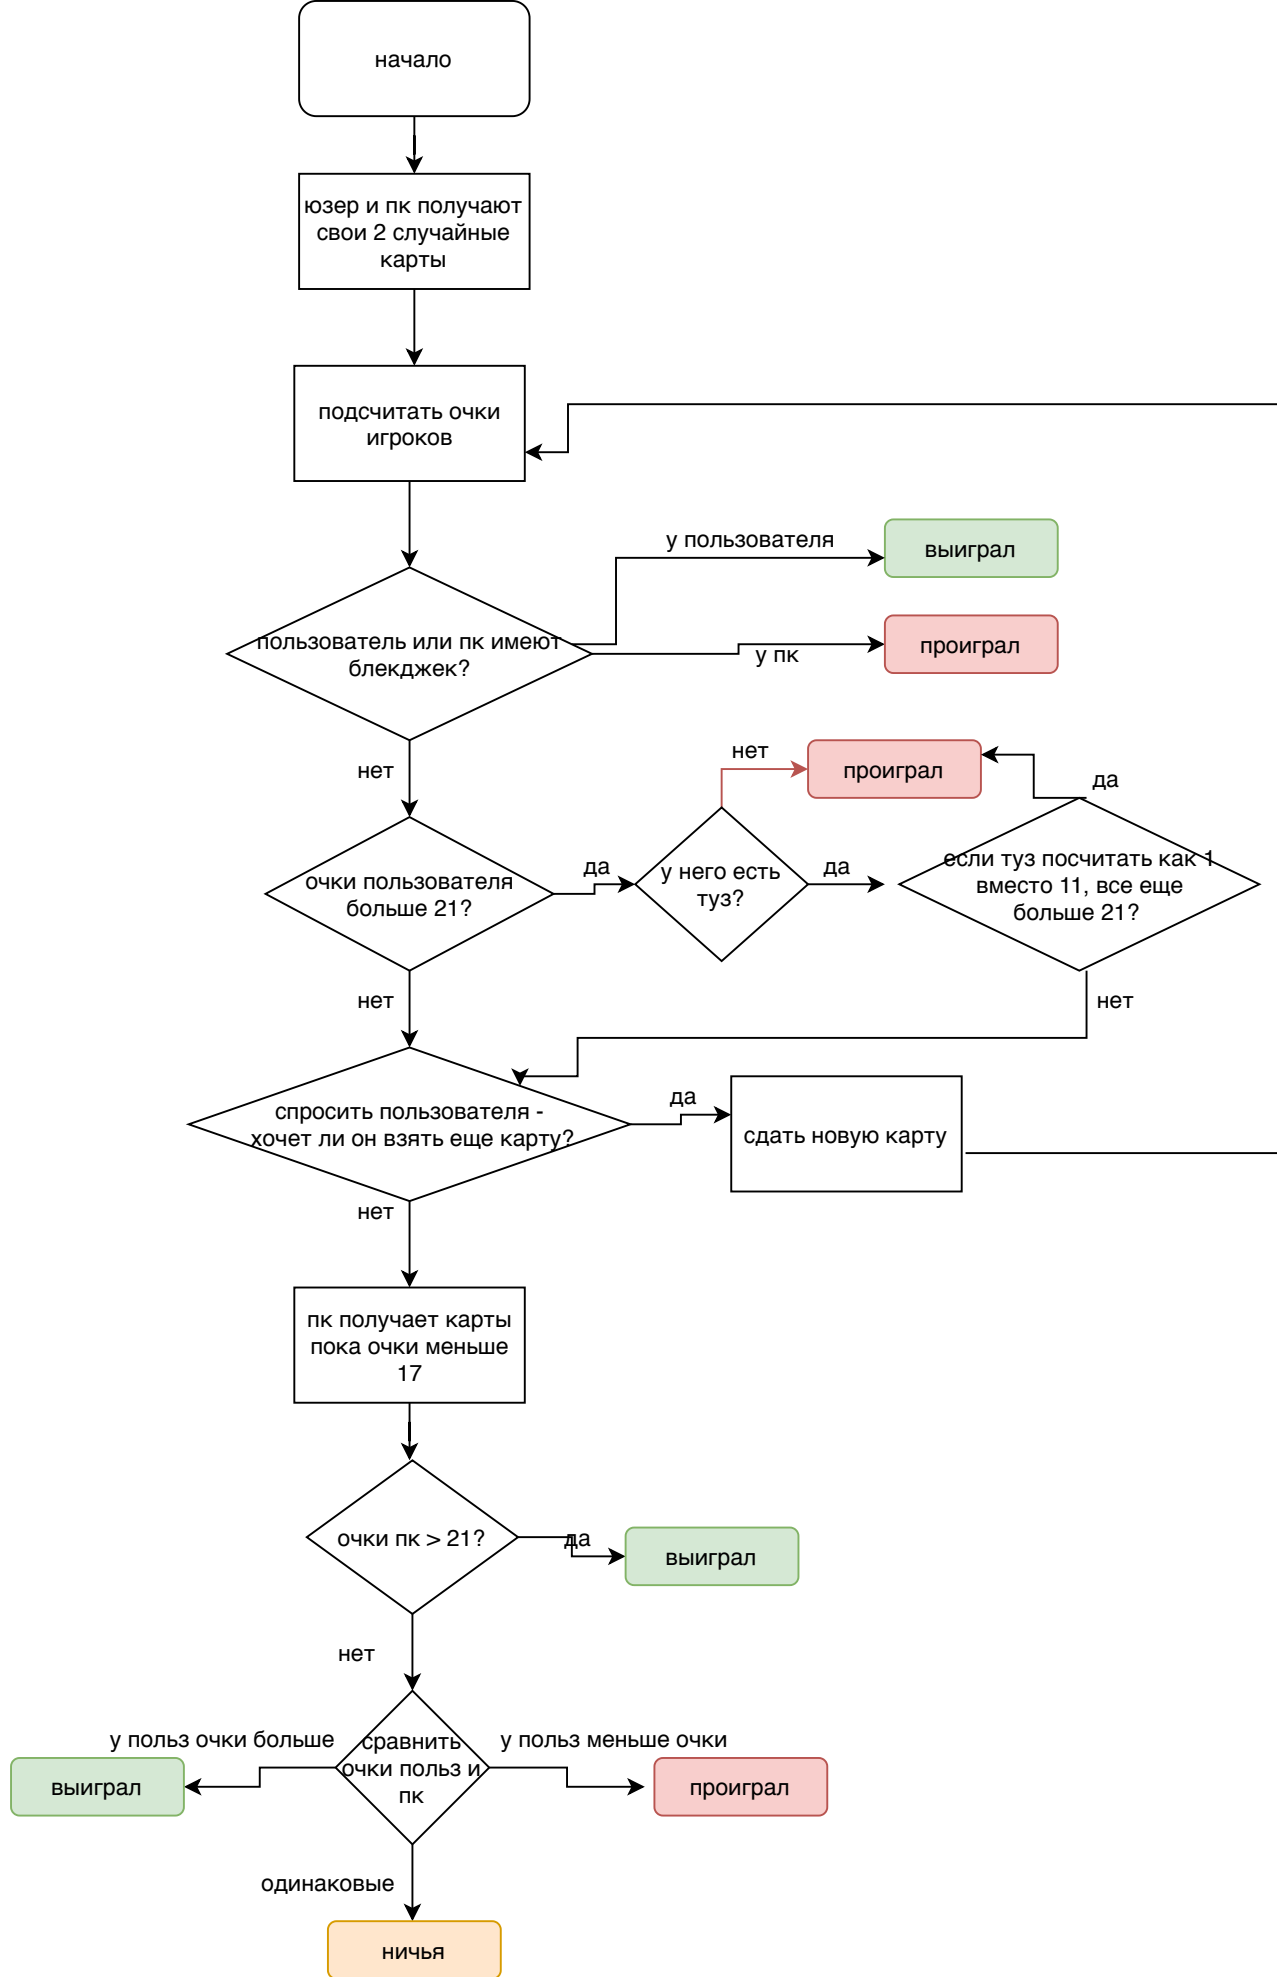 начало
юзер и пк получают
свои 2 случайные
карты
подсчитать очки
игроков
у пользователя
выиграл
пользователь или пк имеют
блекджек?
у пк
проиграл
нет
нет
проиграл
да
очки пользователя
больше 21?
да
у него есть
туз?
да
если туз посчитать как 1
вместо 11, все еще
больше 21?
нет
нет
спросить пользователя -
хочет ли он взять еще карту?
да
сдать новую карту
нет
пк получает карты
пока очки меньше
17
очки пк > 21?
да
выиграл
нет
у польз очки больше
сравнить
очки польз и
пк
у польз меньше очки
выиграл
проиграл
одинаковые
ничья